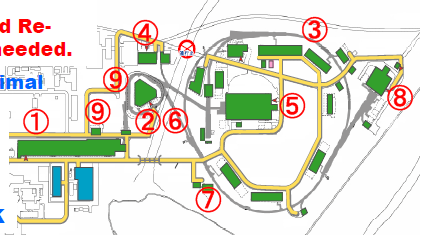 d Re-
needed.
imal
④
③
⑨
⑨
①
②
⑥
⑤
⑧
⑦
k